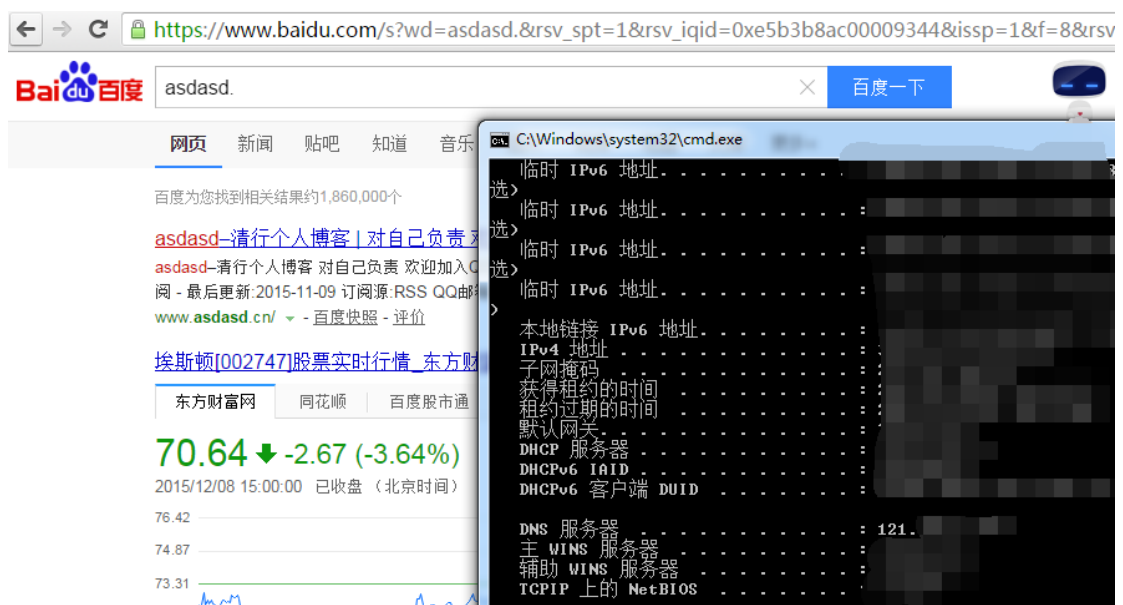 https://www.baidu.com/s?wd=asdasd.&rsv_spt=1&rsv_iqid=0xe5b3b8ac00009344&issp=1&f=8&rsv
Bai du 百度
asdasd.
百度一下
网页 新闻 贴吧 知道 音乐
百度为您找到相关结果约1,860,000个
asdasd–清行个人博客 | 对自己负责
asdasd–清行个人博客 对自己负责 欢迎加入
阅 - 最后更新:2015-11-09 订阅源:RSS QQ邮
www.asdasd.cn/ - 百度快照 - 评价
埃斯顿[002747]股票实时行情_东方财
东方财富网 同花顺 百度股市通
70.64 -2.67 (-3.64%)
2015/12/08 15:00:00 已收盘 （北京时间）
76.42
74.87
73.31
C:\Windows\system32\cmd.exe
临时 IPv6 地址. . . . . . . . . .
选>
临时 IPv6 地址. . . . . . . . . . :
选>
临时 IPv6 地址. . . . . . . . . . :
选>
临时 IPv6 地址. . . . . . . . . . :
>
本地链接 IPv6 地址. . . . . . . . :
IPv4 地址 . . . . . . . . . . . . :
子网掩码 . . . . . . . . . . . . :
获得租约的时间 . . . . . . . . . :
租约过期的时间 . . . . . . . . . :
默认网关. . . . . . . . . . . . . :
DHCP 服务器 . . . . . . . . . . . :
DHCPv6 IAID . . . . . . . . . . . :
DHCPv6 客户端 DUID . . . . . . . :
DNS 服务器 . . . . . . . . . . . : 121.
主 WINS 服务器 . . . . . . . . . :
辅助 WINS 服务器 . . . . . . . . :
TCPIP 上的 NetBIOS . . . . . . . :